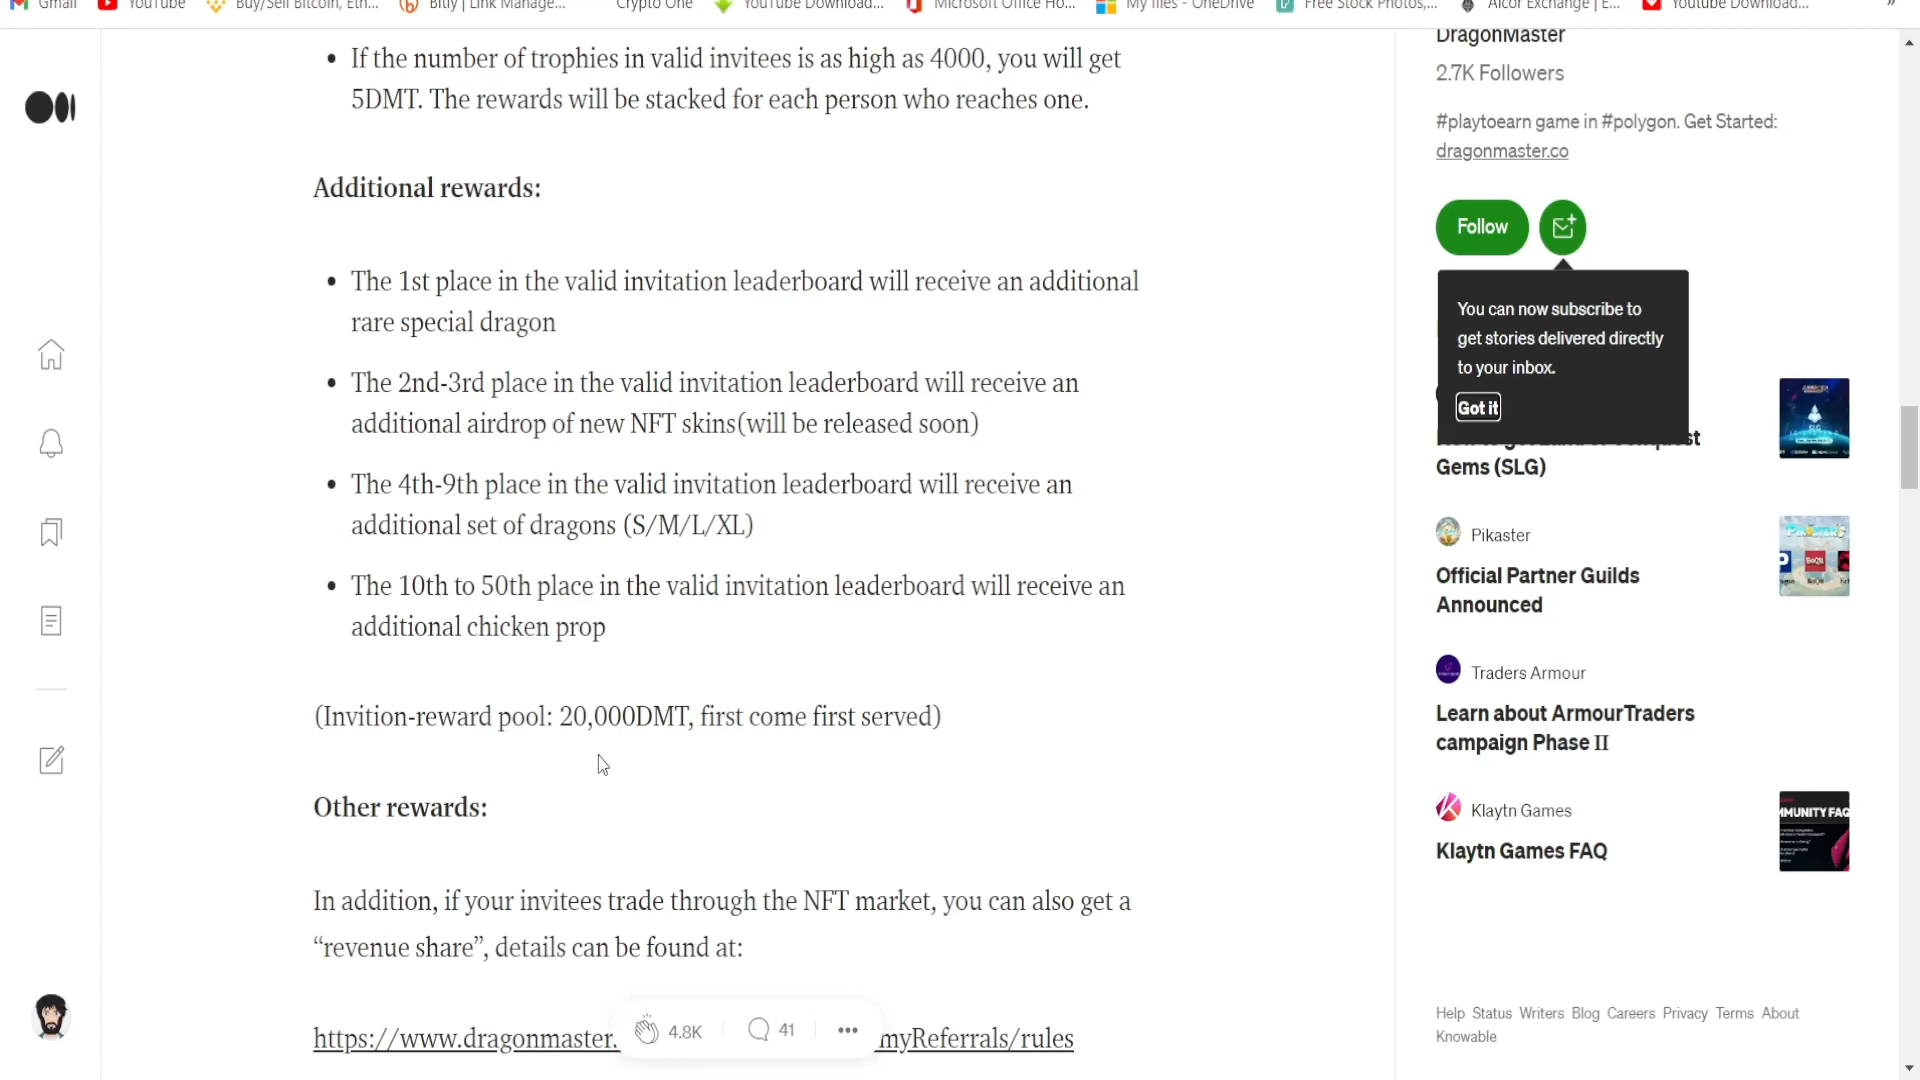 Gmail YouTube Buy/Sell Bitcoin, Eth... Bitly | Link Manage... Crypto One YouTube Download... Microsoft Office Ho... My files - OneDrive Free Stock Photos,... Alcor Exchange | E... Youtube Download... »
If the number of trophies in valid invitees is as high as 4000, you will get
5DMT. The rewards will be stacked for each person who reaches one.
Additional rewards:
The 1st place in the valid invitation leaderboard will receive an additional
rare special dragon
The 2nd-3rd place in the valid invitation leaderboard will receive an
additional airdrop of new NFT skins(will be released soon)
The 4th-9th place in the valid invitation leaderboard will receive an
additional set of dragons (S/M/L/XL)
The 10th to 50th place in the valid invitation leaderboard will receive an
additional chicken prop
(Invition-reward pool: 20,000DMT, first come first served)
Other rewards:
In addition, if your invitees trade through the NFT market, you can also get a
“revenue share”, details can be found at:
https://www.dragonmaster. myReferrals/rules
4.8K 41
DragonMaster
2.7K Followers
#playtoearn game in #polygon. Get Started:
dragonmaster.co
Follow
You can now subscribe to
get stories delivered directly
to your inbox.
Got it
Gems (SLG)
Pikaster
Official Partner Guilds
Announced
Traders Armour
Learn about ArmourTraders
campaign Phase II
Klaytn Games
Klaytn Games FAQ
MMUNITY FAQ
Help Status Writers Blog Careers Privacy Terms About
Knowable